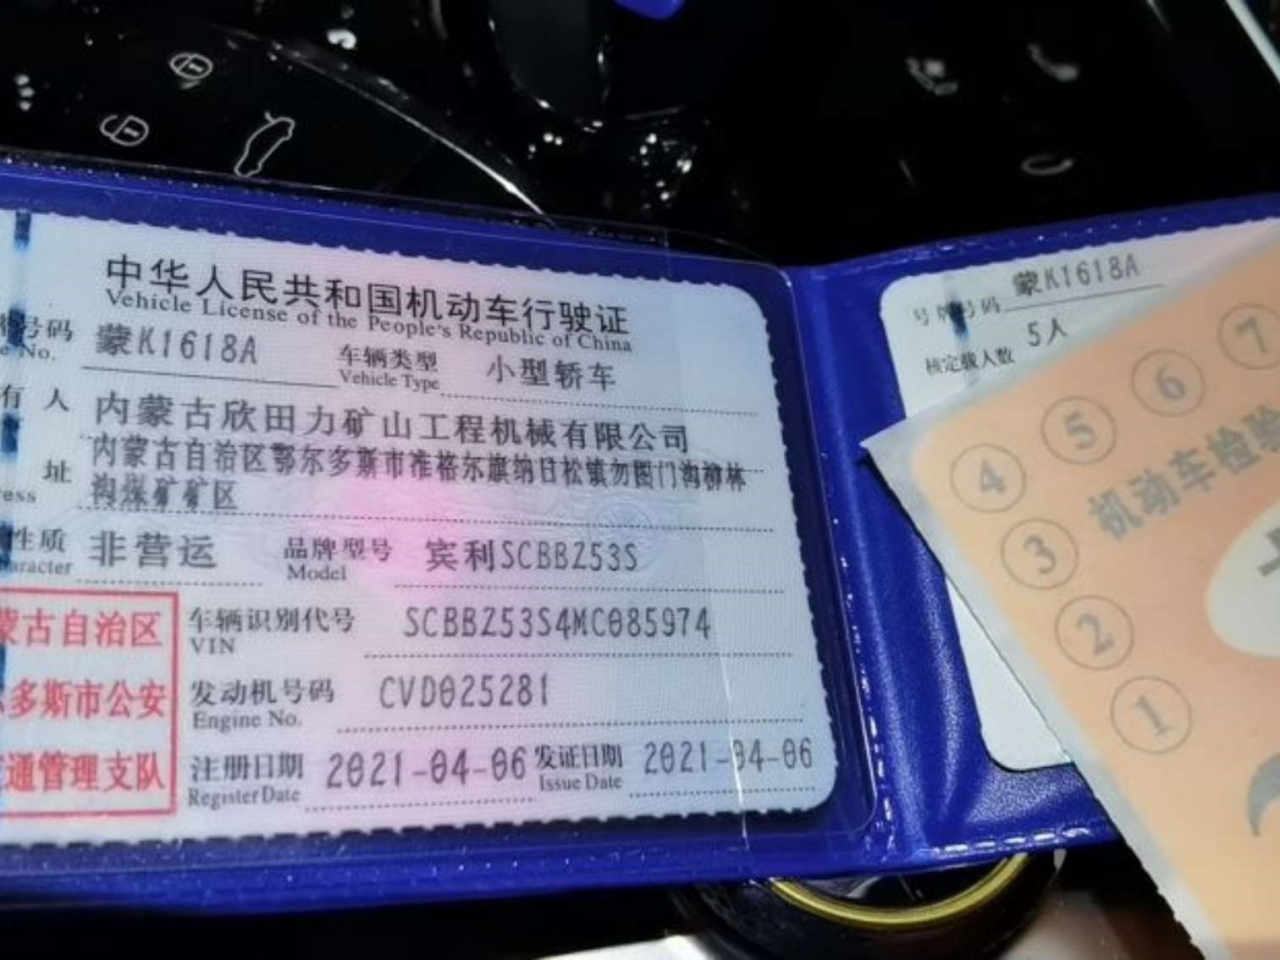 中华人民共和国机动车行驶证
Vehicle License of the People's Republic of China
号码 蒙K1618A 车辆类型 小型轿车
No. Vehicle Type
有人 内蒙古欣田力矿山工程机械有限公司
址 内蒙古自治区鄂尔多斯市准格尔旗纳日松镇勿图门沟柳林
沟煤矿矿区
性质 非营运 品牌型号 宾利SCBBZ53S
Model
蒙古自治区
多斯市公安
通管理支队
车辆识别代号 SCBBZ53S4MC085974
VIN
发动机号码 CVD025281
Engine No.
注册日期 2021-04-06 发证日期 2021-04-06
Register Date Issue Date
号牌号码 蒙K1618A
核定载人数 5人
机动车检验
①
②
③
④
⑤
⑥
⑦